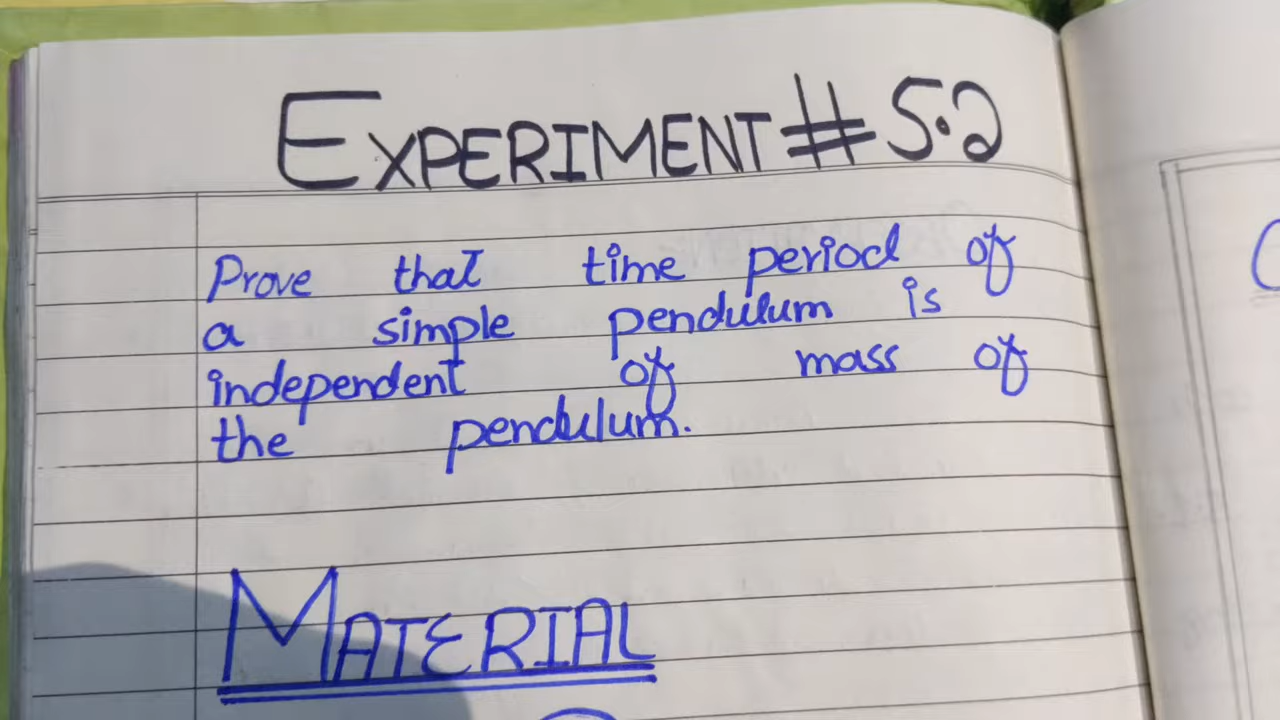 EXPERIMENT # 5.2
Prove that time period of
a simple pendulum is
independent of mass of
the pendulum.
MATERIAL